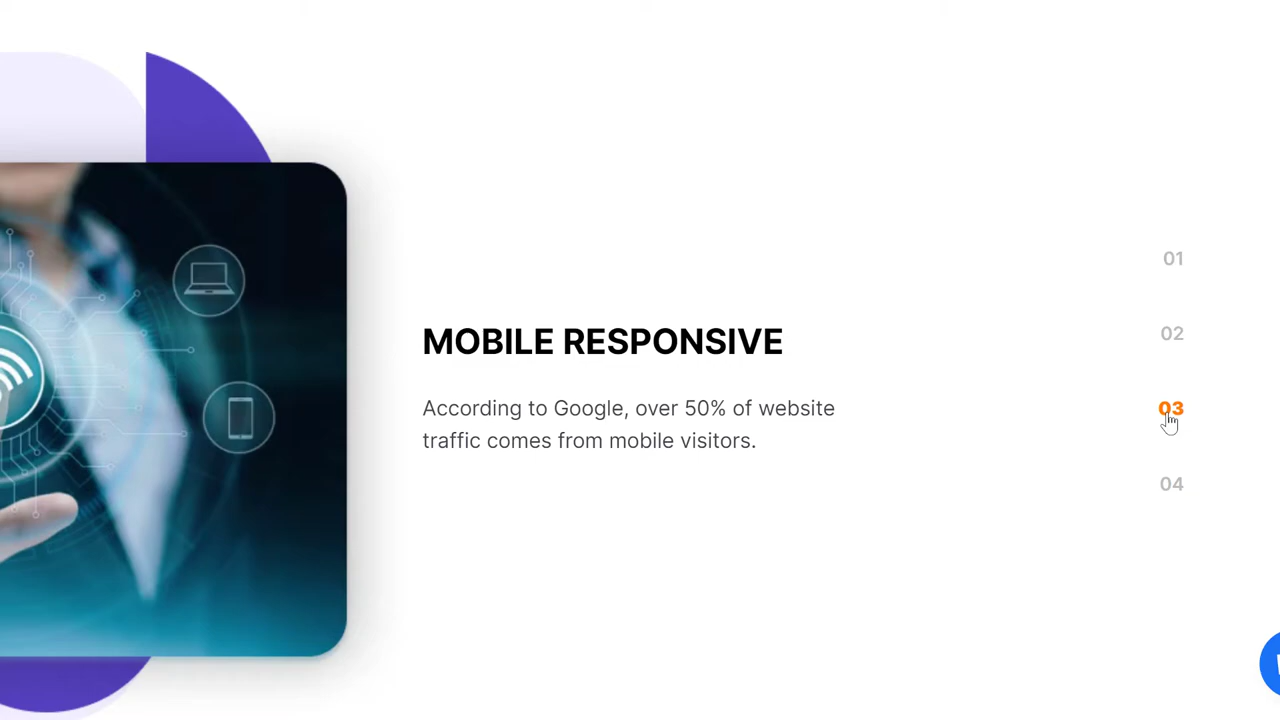 MOBILE RESPONSIVE
According to Google, over 50% of website
traffic comes from mobile visitors.
01
02
03
04